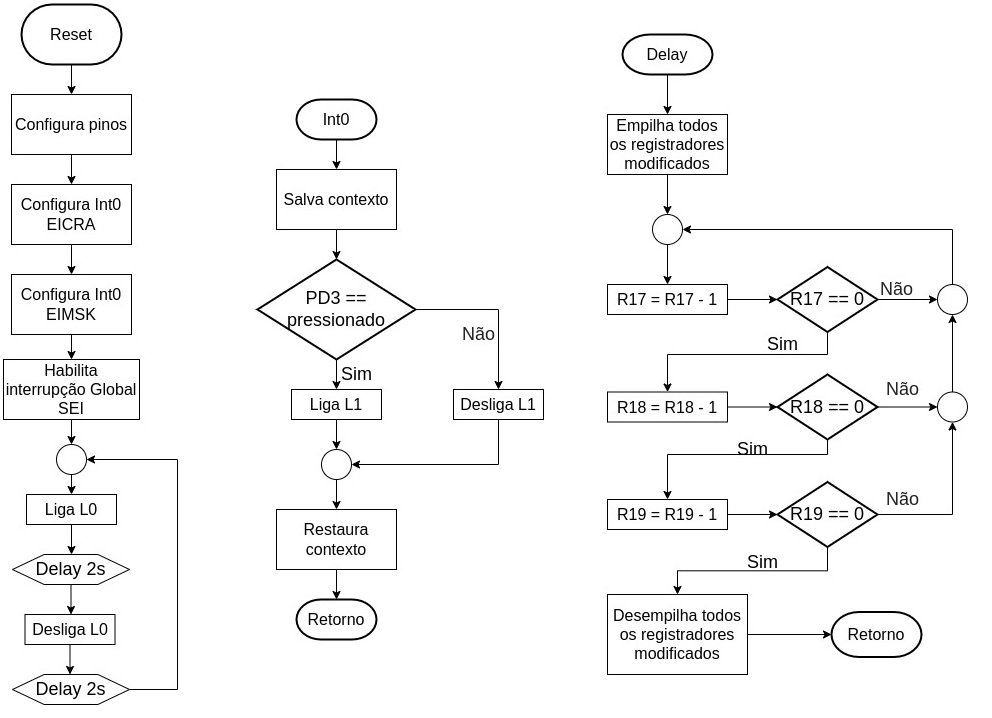 Reset
Configura pinos
Configura Int0
EICRA
Configura Int0
EIMSK
Habilita
interrupção Global
SEI
Liga L0
Delay 2s
Desliga L0
Delay 2s
Int0
Salva contexto
PD3 ==
pressionado
Não
Sim
Liga L1
Desliga L1
Restaura
contexto
Retorno
Delay
Empilha todos
os registradores
modificados
R17 = R17 - 1
R17 == 0
Não
Sim
R18 = R18 - 1
R18 == 0
Não
Sim
R19 = R19 - 1
R19 == 0
Não
Sim
Desempilha todos
os registradores
modificados
Retorno